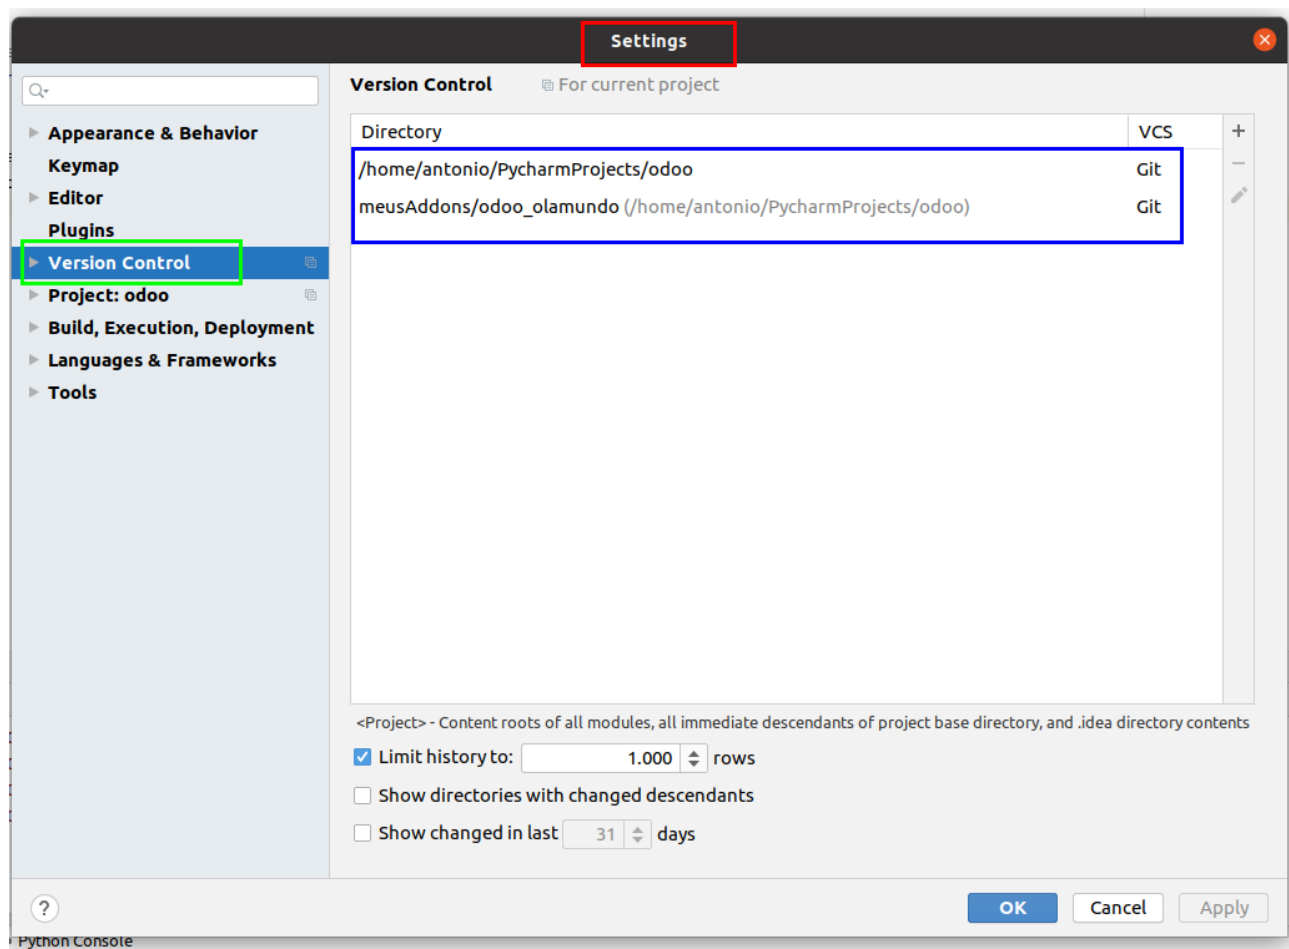 Settings
Version Control
For current project
Appearance & Behavior
Keymap
Editor
Plugins
Version Control
Project: odoo
Build, Execution, Deployment
Languages & Frameworks
Tools
Directory VCS
/home/antonio/PycharmProjects/odoo Git
meusAddons/odoo_olamundo (/home/antonio/PycharmProjects/odoo) Git
<Project> - Content roots of all modules, all immediate descendants of project base directory, and .idea directory contents
Limit history to: 1.000 rows
Show directories with changed descendants
Show changed in last 31 days
? OK Cancel Apply
Python Console